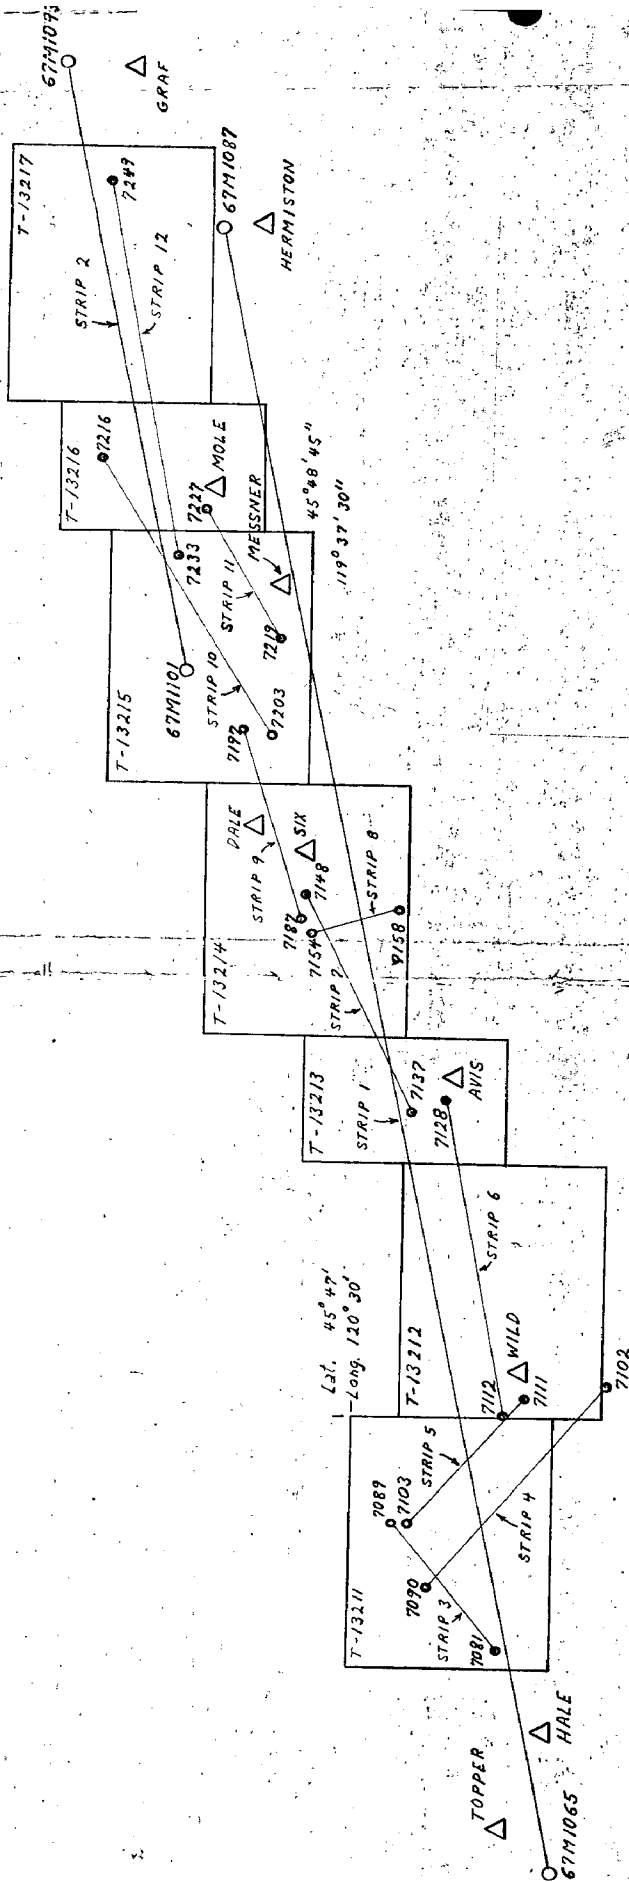 67M1093
GRAF
T-13217
7249
STRIP 2
STRIP 12
67M1087
HERMISTON
T-13216
7216
7227
MOLE
MESSNER
45° 48' 45"
119° 37' 30"
T-13215
7233
STRIP 11
7219
67M1101
STRIP 10
7203
7192
T-13214
DALE
STRIP 9
SIX
7148
STRIP 8
7187
7154
7158
STRIP 7
T-13213
STRIP 1
7137
7128
AVIS
Lat. 45° 47'
Long. 120° 30'
T-13212
STRIP 6
WILD
7112
7111
7102
T-13211
7089
7103
STRIP 5
7090
STRIP 4
STRIP 3
7081
TOPPER
HALE
67M1065